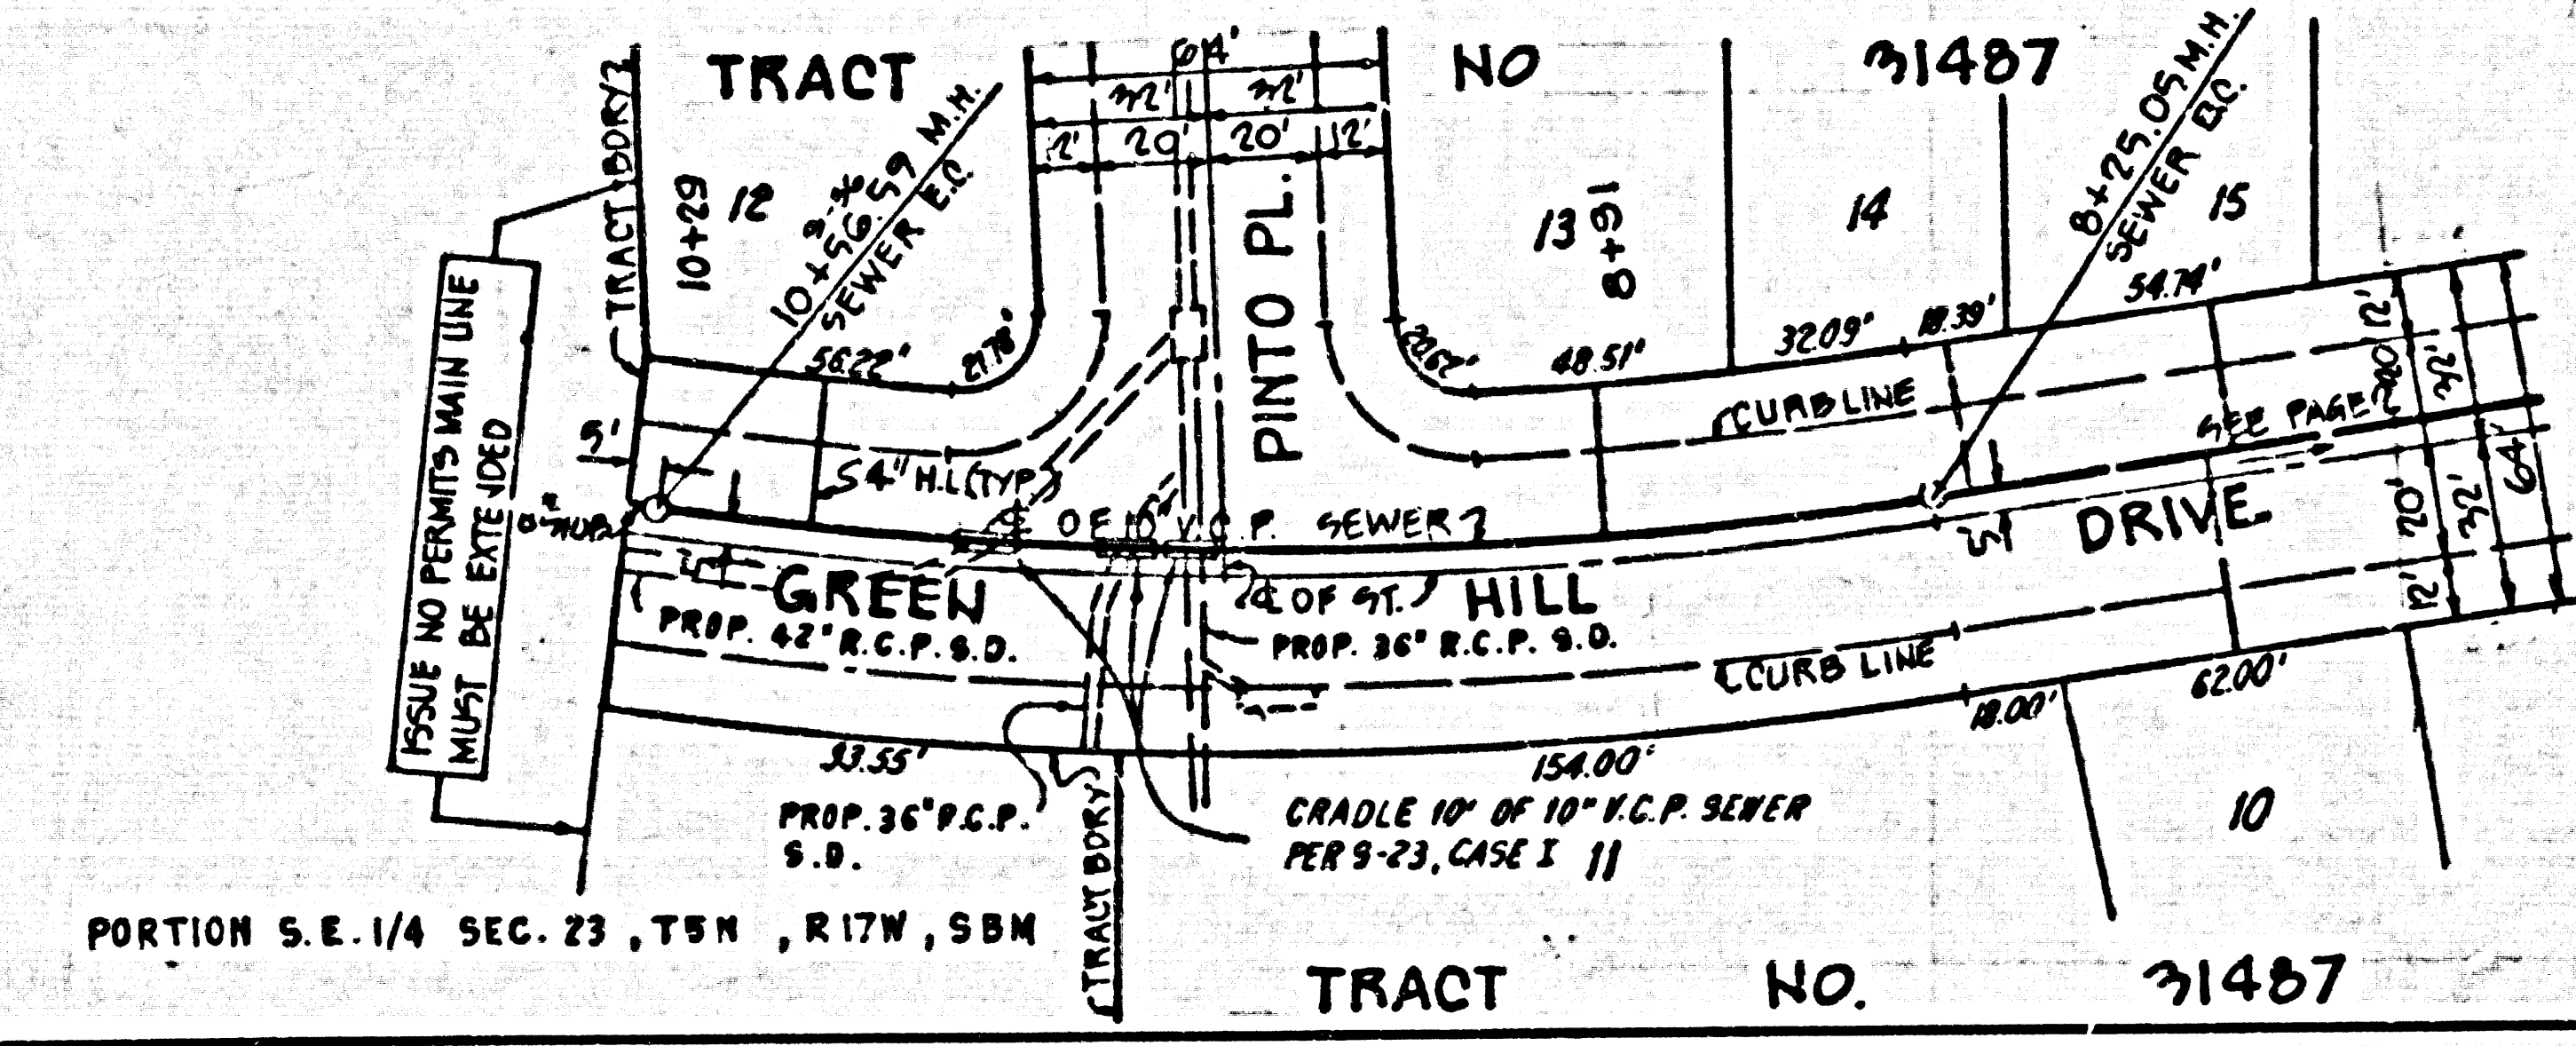 TRACT NO 31487
64'
32' 32'
12' 20' 20' 12'
TRACT BDRY
10+29
12
10+56.59 M.H.
SEWER E.C.
PINTO PL.
13
8+91
14
8+25.05 M.H.
SEWER B.C.
15
ISSUE NO PERMITS MAIN LINE
MUST BE EXTENDED
56.22'
21.78'
20.62'
48.51'
32.09'
18.39'
54.74'
12'
32'
5'
4" H.L. (TYP.)
CURB LINE
SEE PAGE
℄ OF 10" V.C.P. SEWER
5'
GREEN HILL DRIVE
20'
32'
64'
12'
℄ OF ST.
PROP. 42" R.C.P. S.D.
PROP. 36" R.C.P. S.D.
CURB LINE
18.00'
62.00'
93.55'
154.00'
PROP. 36" R.C.P.
S.D.
TRACT BDRY
CRADLE 10' OF 10" V.C.P. SEWER
PER S-23, CASE I
11
10
PORTION S.E. 1/4 SEC. 23, T5N, R17W, SBM
TRACT NO. 31487